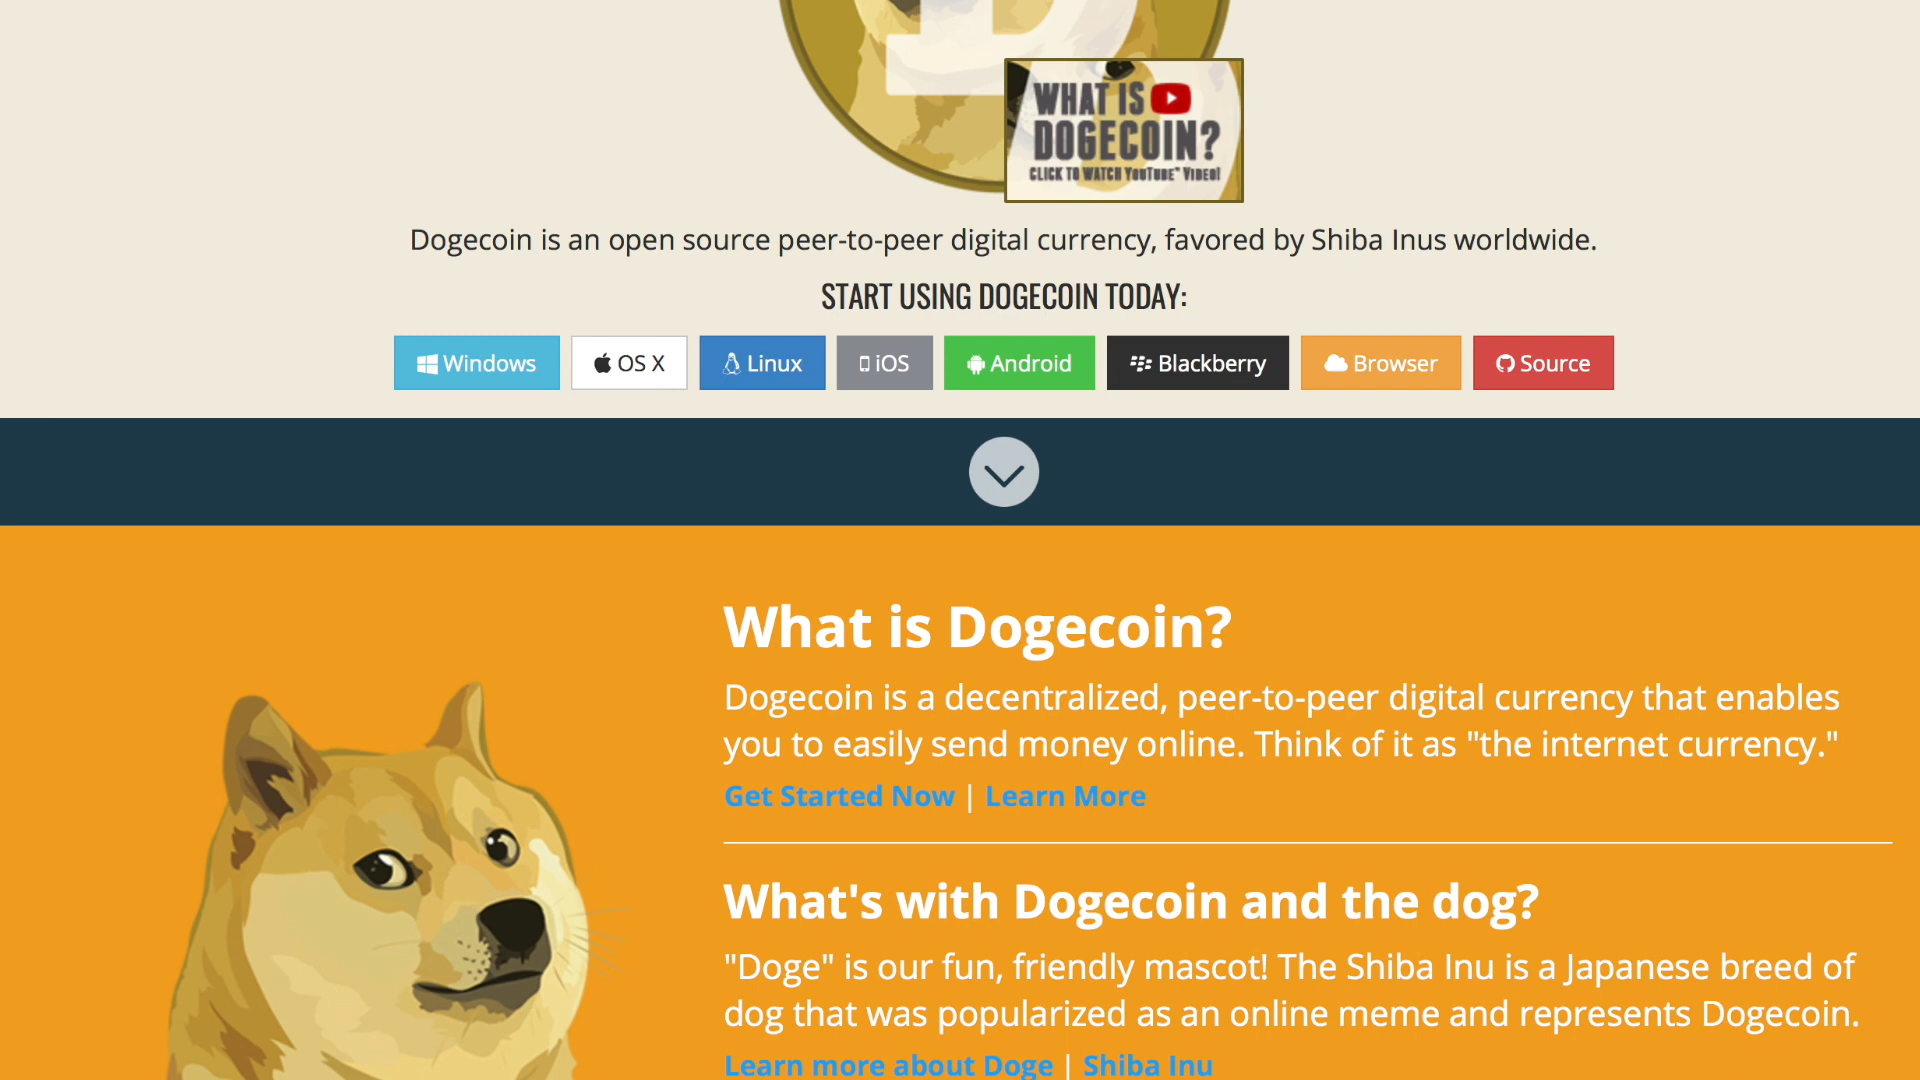 WHAT IS
DOGECOIN?
CLICK TO WATCH YOUTUBE™ VIDEO!
Dogecoin is an open source peer-to-peer digital currency, favored by Shiba Inus worldwide.
START USING DOGECOIN TODAY:
Windows OS X Linux iOS Android Blackberry Browser Source
What is Dogecoin?
Dogecoin is a decentralized, peer-to-peer digital currency that enables
you to easily send money online. Think of it as "the internet currency."
Get Started Now | Learn More
What's with Dogecoin and the dog?
"Doge" is our fun, friendly mascot! The Shiba Inu is a Japanese breed of
dog that was popularized as an online meme and represents Dogecoin.
Learn more about Doge | Shiba Inu